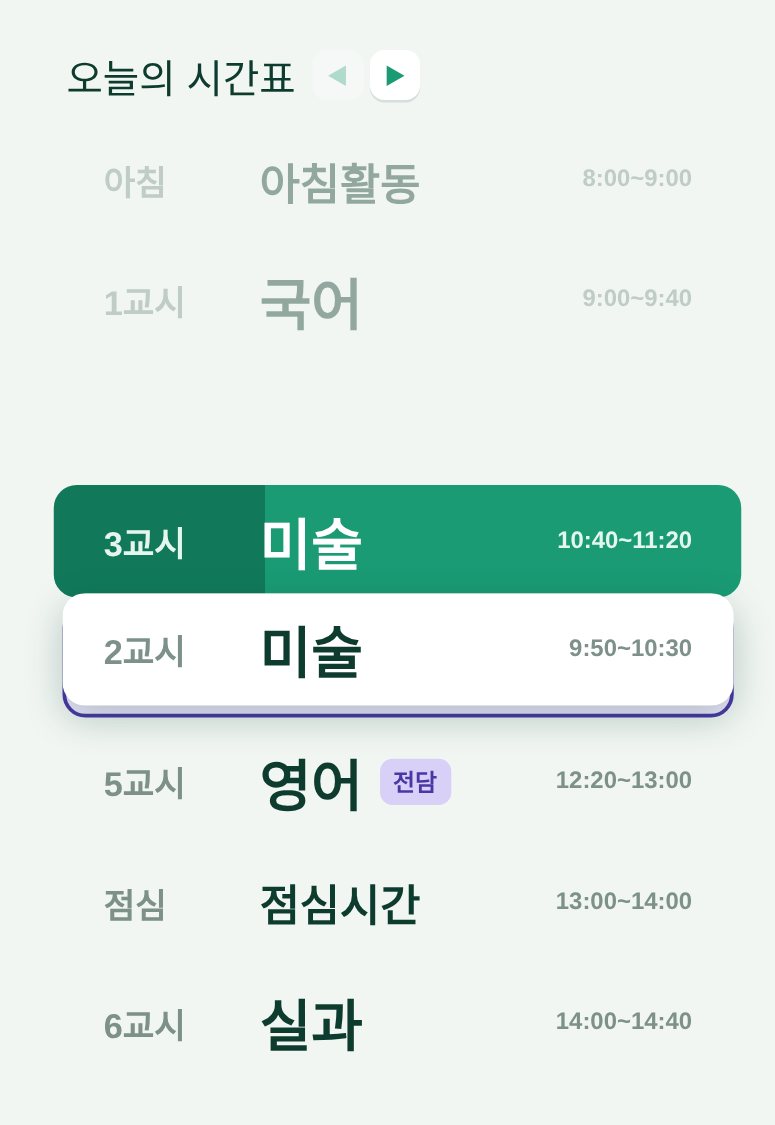 오늘의 시간표 ◀ ▶
아침 아침활동 8:00~9:00
1교시 국어 9:00~9:40
3교시 미술 10:40~11:20
2교시 미술 9:50~10:30
5교시 영어 전담 12:20~13:00
점심 점심시간 13:00~14:00
6교시 실과 14:00~14:40